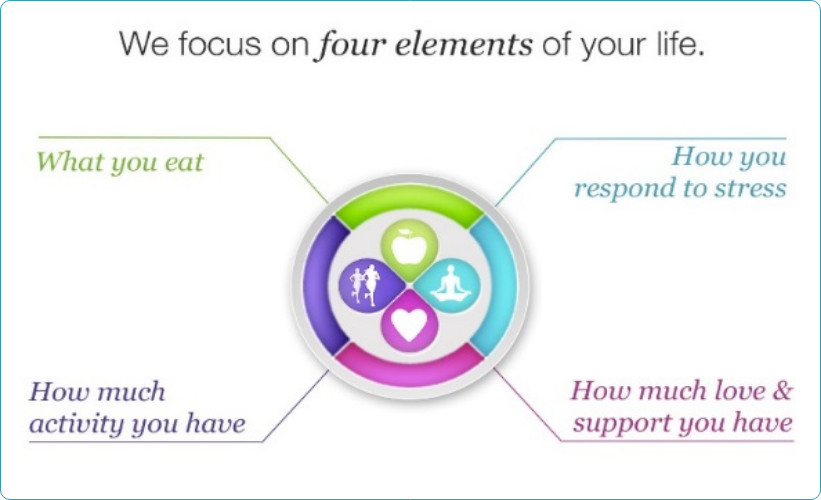 We focus on four elements of your life.
What you eat
How you
respond to stress
How much
activity you have
How much love &
support you have